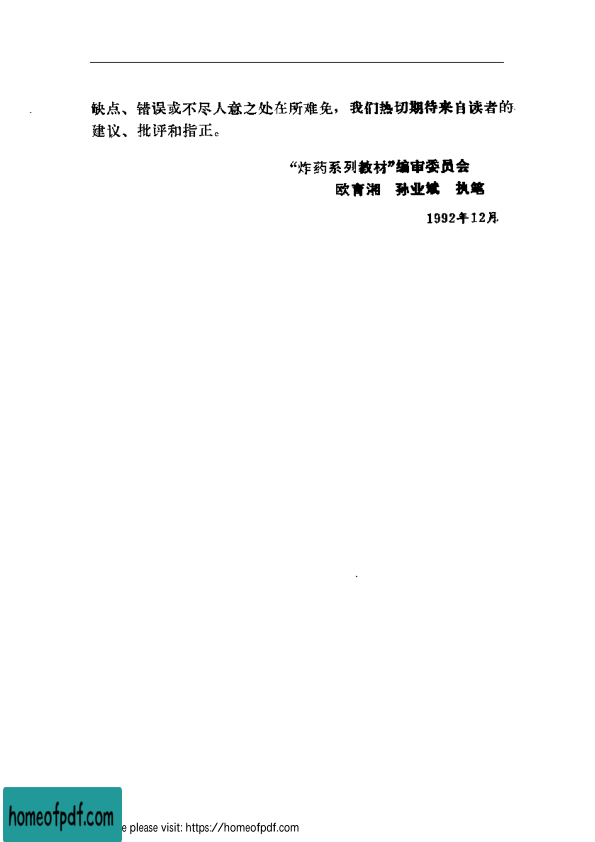 缺点、错误或不尽人意之处在所难免，我们热切期待来自读者的
建议、批评和指正。
“炸药系列教材”编审委员会
欧育湘 孙业斌 执笔
1992年12月
homeofpdf.com
e please visit: https://homeofpdf.com